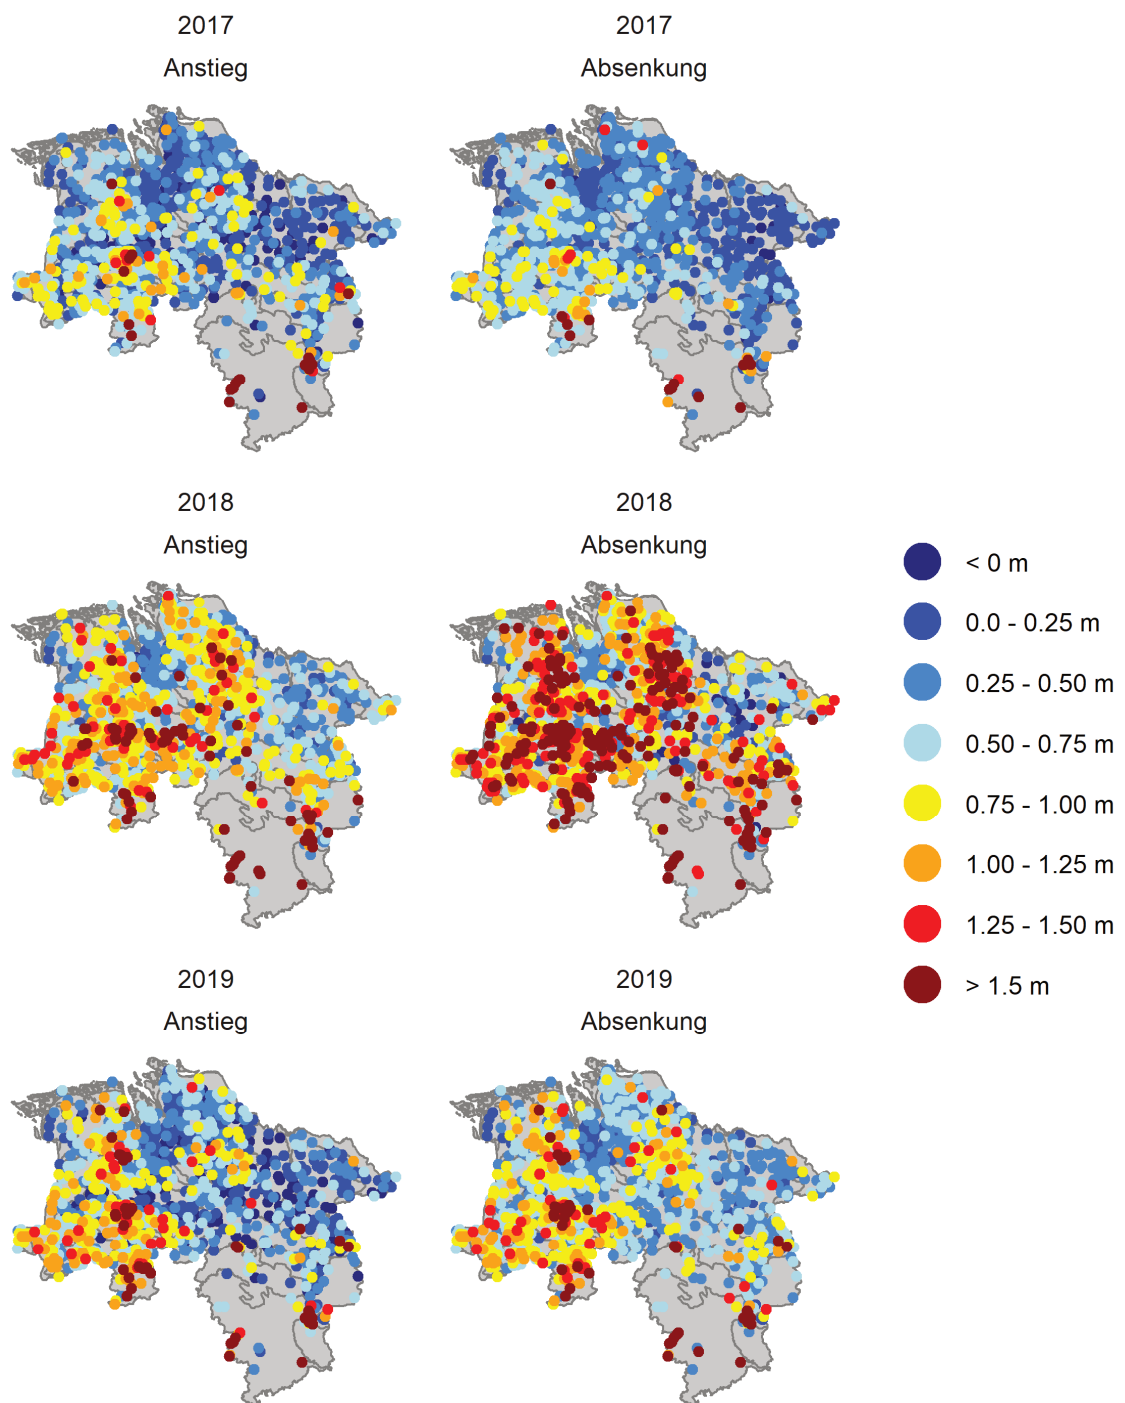 2017
Anstieg
2017
Absenkung
2018
Anstieg
2018
Absenkung
< 0 m
0.0 - 0.25 m
0.25 - 0.50 m
0.50 - 0.75 m
0.75 - 1.00 m
1.00 - 1.25 m
1.25 - 1.50 m
> 1.5 m
2019
Anstieg
2019
Absenkung